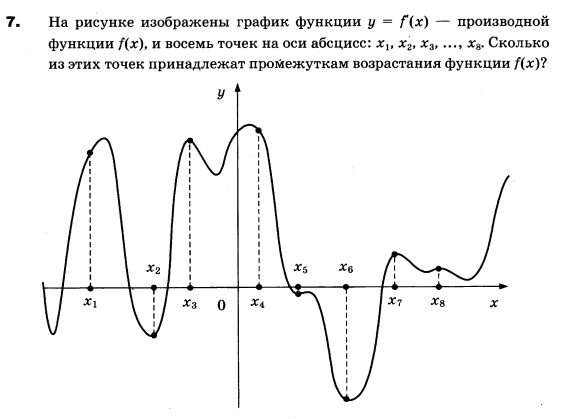 7. На рисунке изображены график функции y = f′(x) — производной
функции f(x), и восемь точек на оси абсцисс: x₁, x₂, x₃, ..., x₈. Сколько
из этих точек принадлежат промежуткам возрастания функции f(x)?
y
x₂ x₅ x₆
x₁ x₃ 0 x₄ x₇ x₈ x